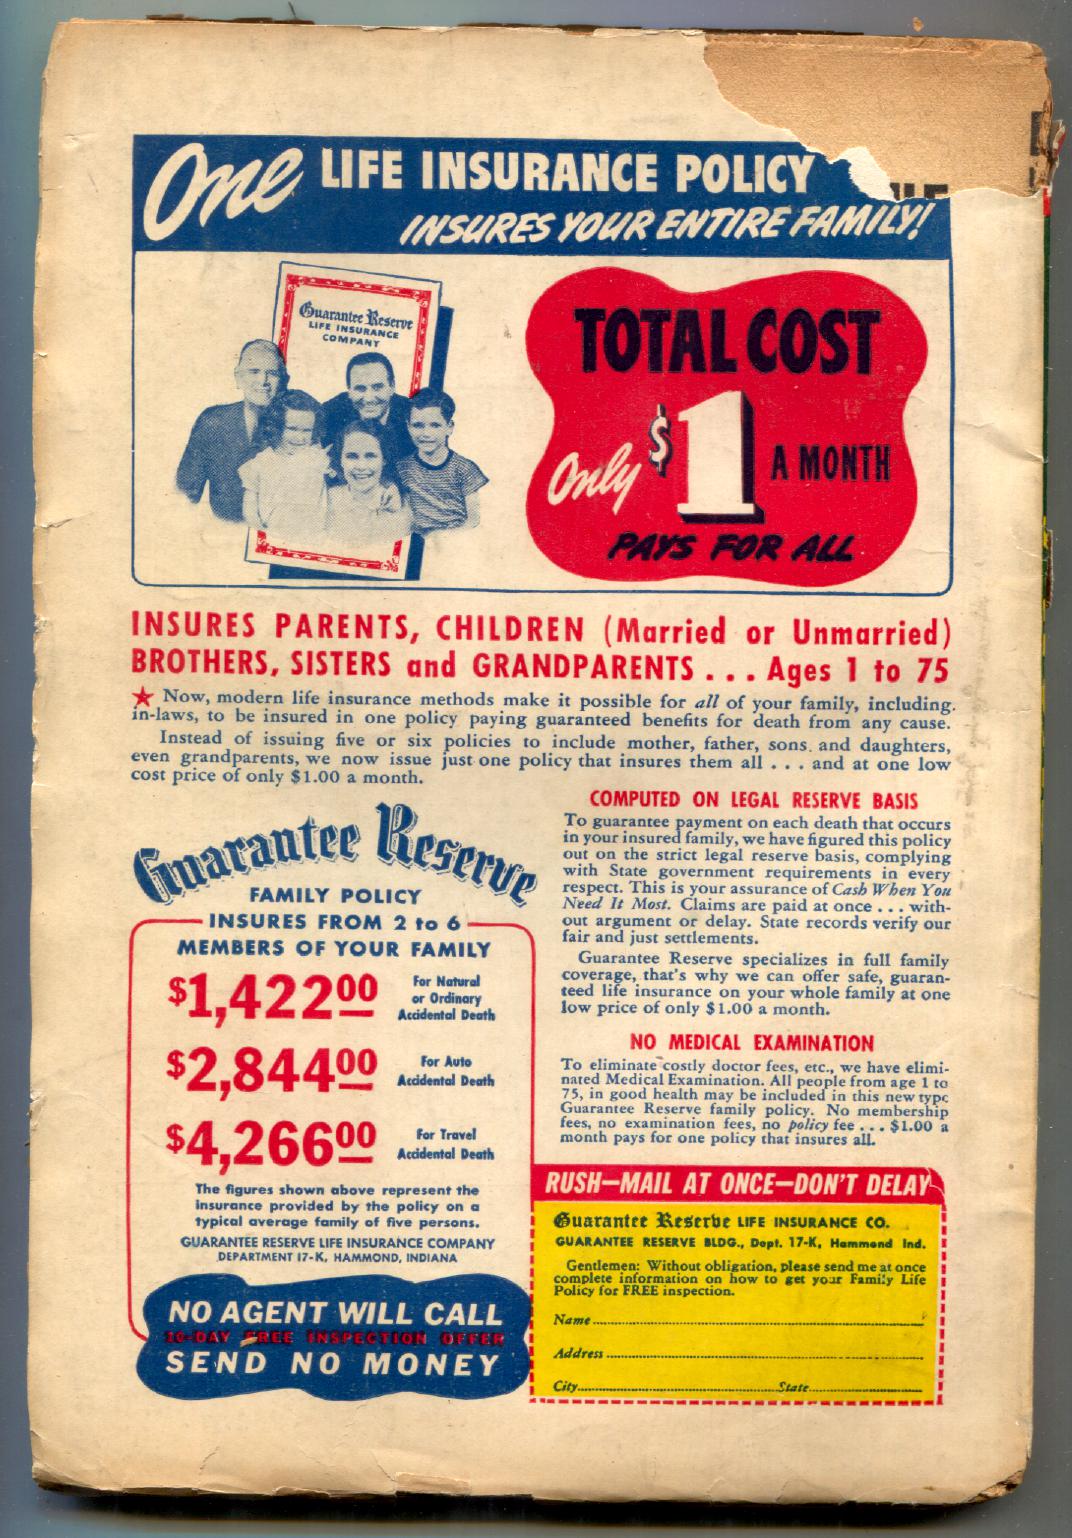 One LIFE INSURANCE POLICY
INSURES YOUR ENTIRE FAMILY!
Guarantee Reserve
LIFE INSURANCE
COMPANY
TOTAL COST
Only $1 A MONTH
PAYS FOR ALL
INSURES PARENTS, CHILDREN (Married or Unmarried)
BROTHERS, SISTERS and GRANDPARENTS ... Ages 1 to 75
★ Now, modern life insurance methods make it possible for all of your family, including
in-laws, to be insured in one policy paying guaranteed benefits for death from any cause.
Instead of issuing five or six policies to include mother, father, sons and daughters,
even grandparents, we now issue just one policy that insures them all ... and at one low
cost price of only $1.00 a month.
Guarantee Reserve
FAMILY POLICY
INSURES FROM 2 to 6
MEMBERS OF YOUR FAMILY
$1,422.00 For Natural
or Ordinary
Accidental Death
$2,844.00 For Auto
Accidental Death
$4,266.00 For Travel
Accidental Death
The figures shown above represent the
insurance provided by the policy on a
typical average family of five persons.
GUARANTEE RESERVE LIFE INSURANCE COMPANY
DEPARTMENT 17-K, HAMMOND, INDIANA
NO AGENT WILL CALL
10-DAY FREE INSPECTION OFFER
SEND NO MONEY
COMPUTED ON LEGAL RESERVE BASIS
To guarantee payment on each death that occurs
in your insured family, we have figured this policy
out on the strict legal reserve basis, complying
with State government requirements in every
respect. This is your assurance of Cash When You
Need It Most. Claims are paid at once ... with-
out argument or delay. State records verify our
fair and just settlements.
Guarantee Reserve specializes in full family
coverage, that's why we can offer safe, guaran-
teed life insurance on your whole family at one
low price of only $1.00 a month.
NO MEDICAL EXAMINATION
To eliminate costly doctor fees, etc., we have elimi-
nated Medical Examination. All people from age 1 to
75, in good health may be included in this new type
Guarantee Reserve family policy. No membership
fees, no examination fees, no policy fee ... $1.00 a
month pays for one policy that insures all.
RUSH—MAIL AT ONCE—DON'T DELAY
Guarantee Reserve LIFE INSURANCE CO.
GUARANTEE RESERVE BLDG., Dept. 17-K, Hammond Ind.
Gentlemen: Without obligation, please send me at once
complete information on how to get your Family Life
Policy for FREE inspection.
Name
Address
City State